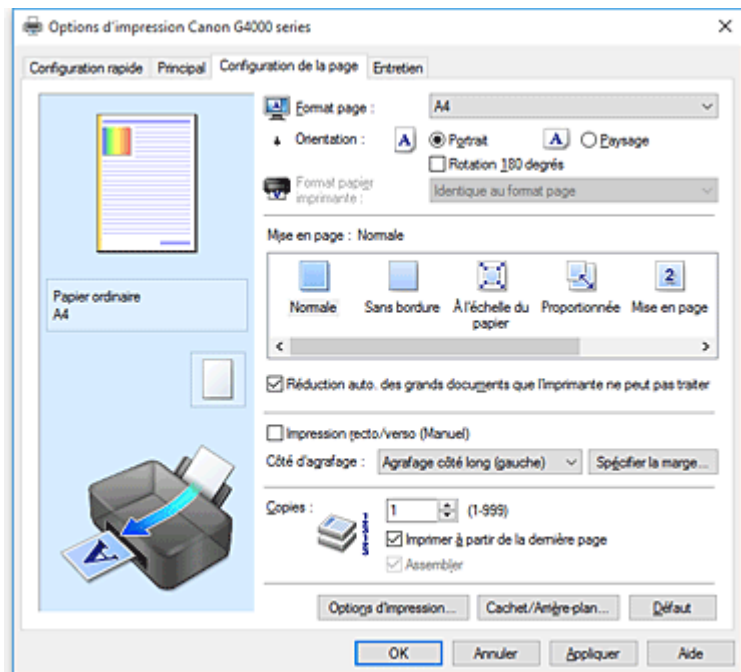 Options d'impression Canon G4000 series
Configuration rapide Principal Configuration de la page Entretien
Format page : A4
Orientation : A Portrait A Paysage
Rotation 180 degrés
Format papier imprimante : Identique au format page
Mise en page : Normale
Normale Sans bordure À l'échelle du papier Proportionnée Mise en page
Papier ordinaire
A4
Réduction auto. des grands documents que l'imprimante ne peut pas traiter
Impression recto/verso (Manuel)
Côté d'agrafage : Agrafage côté long (gauche) Spécifier la marge...
Copies : 1 (1-999)
Imprimer à partir de la dernière page
Assembler
Options d'impression... Cachet/Arrière-plan... Défaut
OK Annuler Appliquer Aide